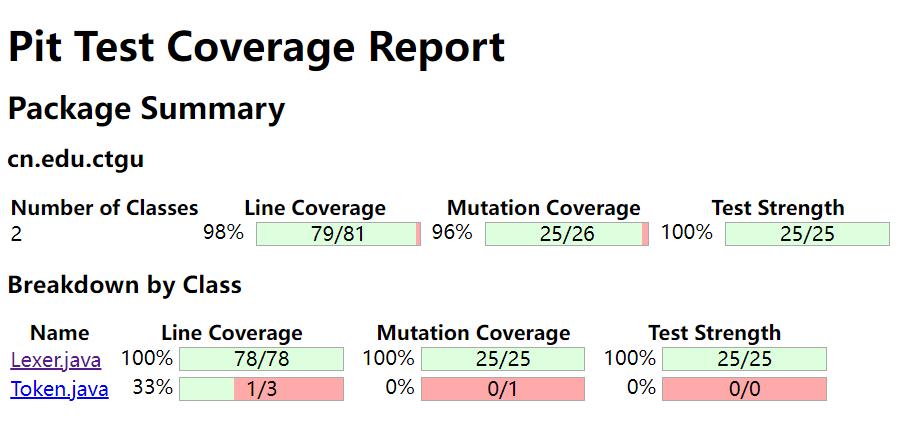 Pit Test Coverage Report
Package Summary
cn.edu.ctgu
Number of Classes Line Coverage Mutation Coverage Test Strength
2 98% 79/81 96% 25/26 100% 25/25
Breakdown by Class
Name Line Coverage Mutation Coverage Test Strength
Lexer.java 100% 78/78 100% 25/25 100% 25/25
Token.java 33% 1/3 0% 0/1 0% 0/0